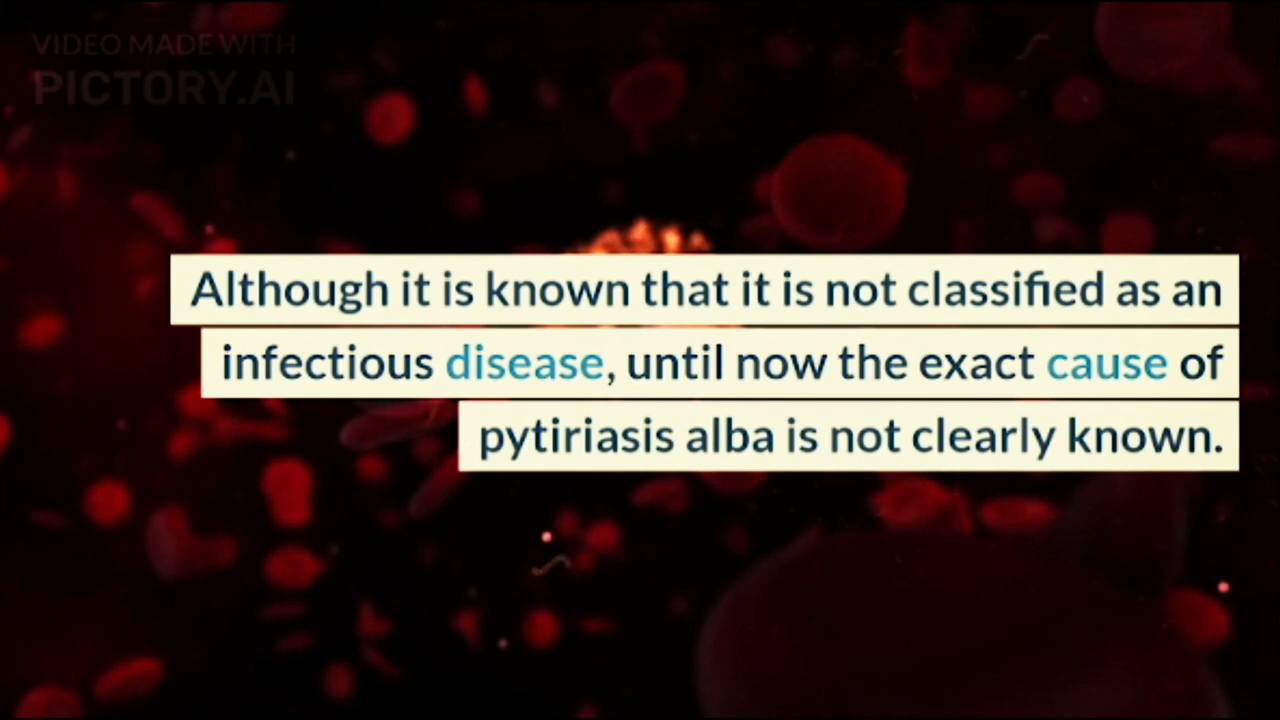 VIDEO MADE WITH
PICTORY.AI
Although it is known that it is not classified as an
infectious disease, until now the exact cause of
pytiriasis alba is not clearly known.